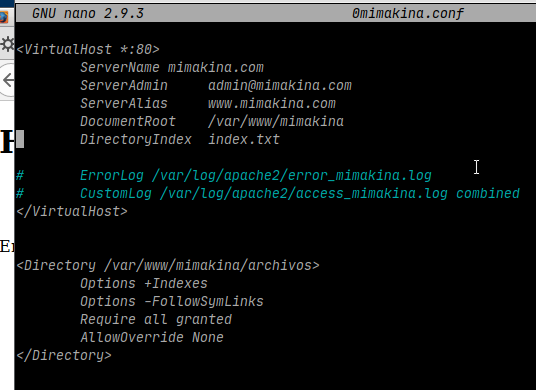 GNU nano 2.9.3 0mimakina.conf
<VirtualHost *:80>
ServerName mimakina.com
ServerAdmin admin@mimakina.com
ServerAlias www.mimakina.com
DocumentRoot /var/www/mimakina
DirectoryIndex index.txt
# ErrorLog /var/log/apache2/error_mimakina.log
# CustomLog /var/log/apache2/access_mimakina.log combined
</VirtualHost>
<Directory /var/www/mimakina/archivos>
Options +Indexes
Options -FollowSymLinks
Require all granted
AllowOverride None
</Directory>